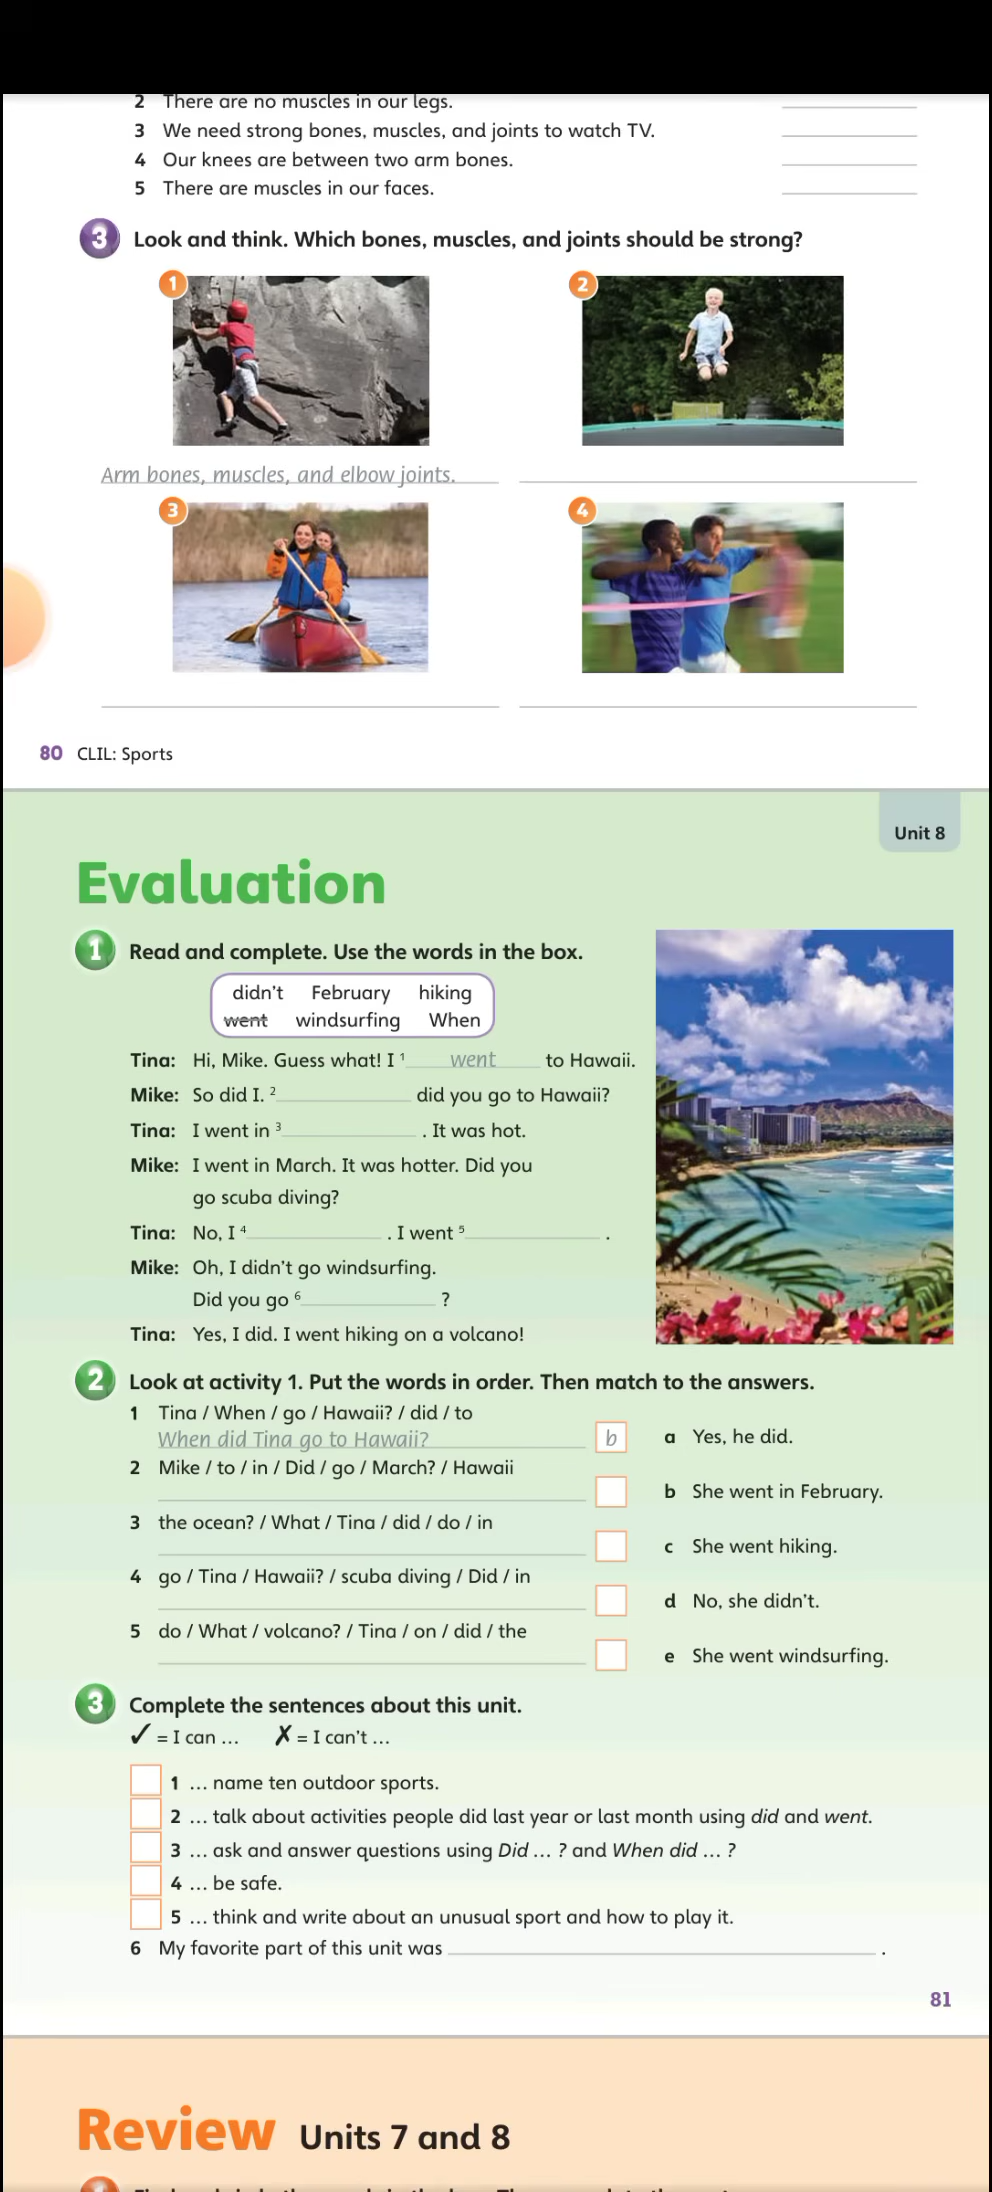 2 There are no muscles in our legs.
3 We need strong bones, muscles, and joints to watch TV.
4 Our knees are between two arm bones.
5 There are muscles in our faces.
3 Look and think. Which bones, muscles, and joints should be strong?
1
2
Arm bones, muscles, and elbow joints.
3
4
80 CLIL: Sports
Unit 8
Evaluation
1 Read and complete. Use the words in the box.
didn't February hiking
went windsurfing When
Tina: Hi, Mike. Guess what! I 1 went to Hawaii.
Mike: So did I. 2 did you go to Hawaii?
Tina: I went in 3 . It was hot.
Mike: I went in March. It was hotter. Did you
go scuba diving?
Tina: No, I 4 . I went 5 .
Mike: Oh, I didn't go windsurfing.
Did you go 6 ?
Tina: Yes, I did. I went hiking on a volcano!
2 Look at activity 1. Put the words in order. Then match to the answers.
1 Tina / When / go / Hawaii? / did / to
When did Tina go to Hawaii? b a Yes, he did.
2 Mike / to / in / Did / go / March? / Hawaii
b She went in February.
3 the ocean? / What / Tina / did / do / in
c She went hiking.
4 go / Tina / Hawaii? / scuba diving / Did / in
d No, she didn't.
5 do / What / volcano? / Tina / on / did / the
e She went windsurfing.
3 Complete the sentences about this unit.
✓ = I can ... ✗ = I can't ...
1 ... name ten outdoor sports.
2 ... talk about activities people did last year or last month using did and went.
3 ... ask and answer questions using Did ... ? and When did ... ?
4 ... be safe.
5 ... think and write about an unusual sport and how to play it.
6 My favorite part of this unit was .
81
Review Units 7 and 8